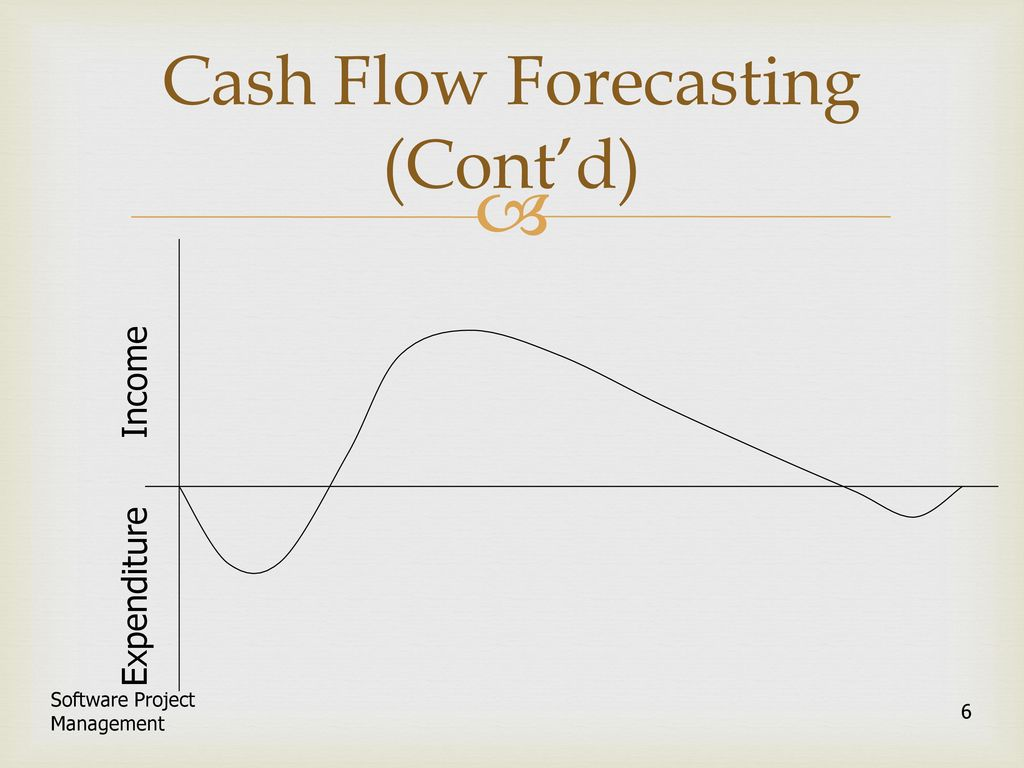 Cash Flow Forecasting
(Cont’d)
Income
Expenditure
Software Project
Management
6